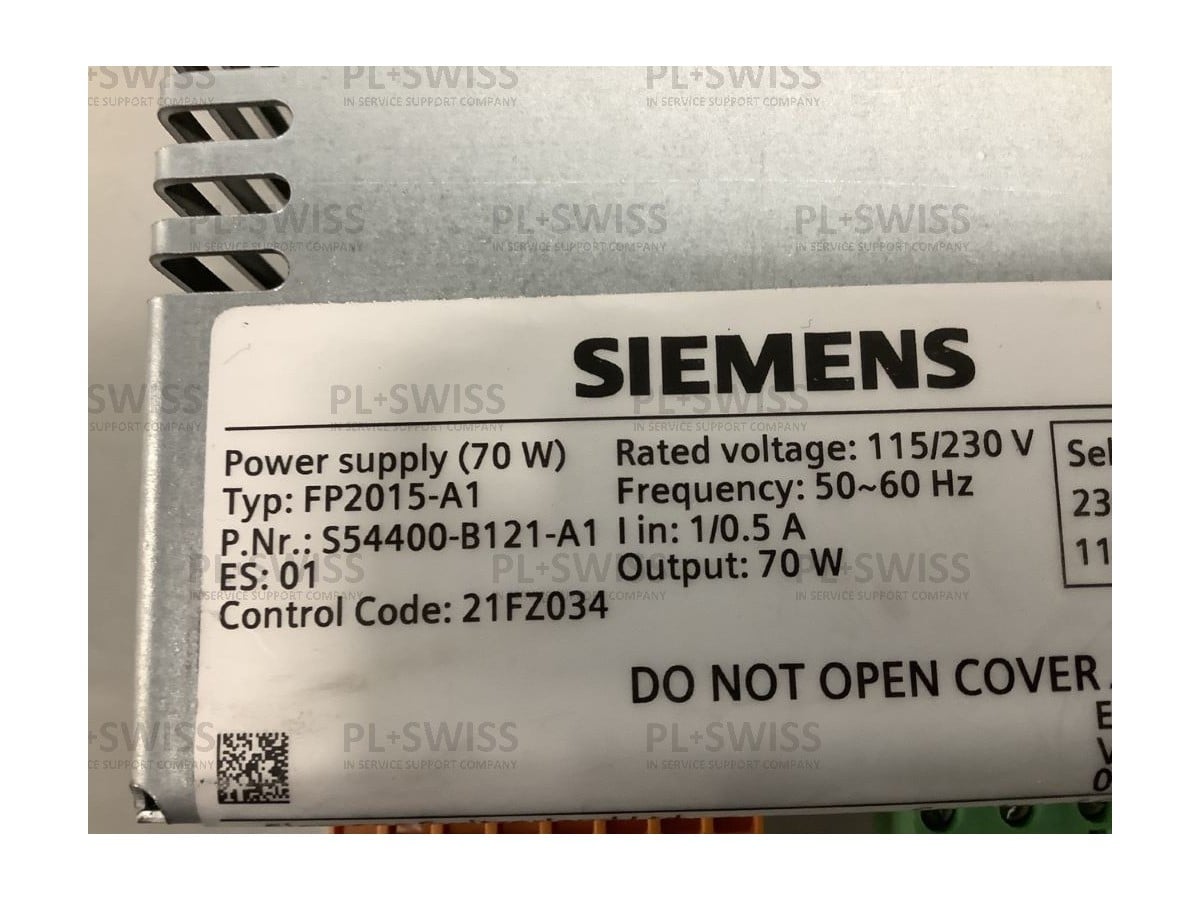 SIEMENS
Power supply (70 W)
Typ: FP2015-A1
P.Nr.: S54400-B121-A1
ES: 01
Control Code: 21FZ034
Rated voltage: 115/230 V
Frequency: 50~60 Hz
I in: 1/0.5 A
Output: 70 W
DO NOT OPEN COVER
PL+SWISS
IN SERVICE SUPPORT COMPANY